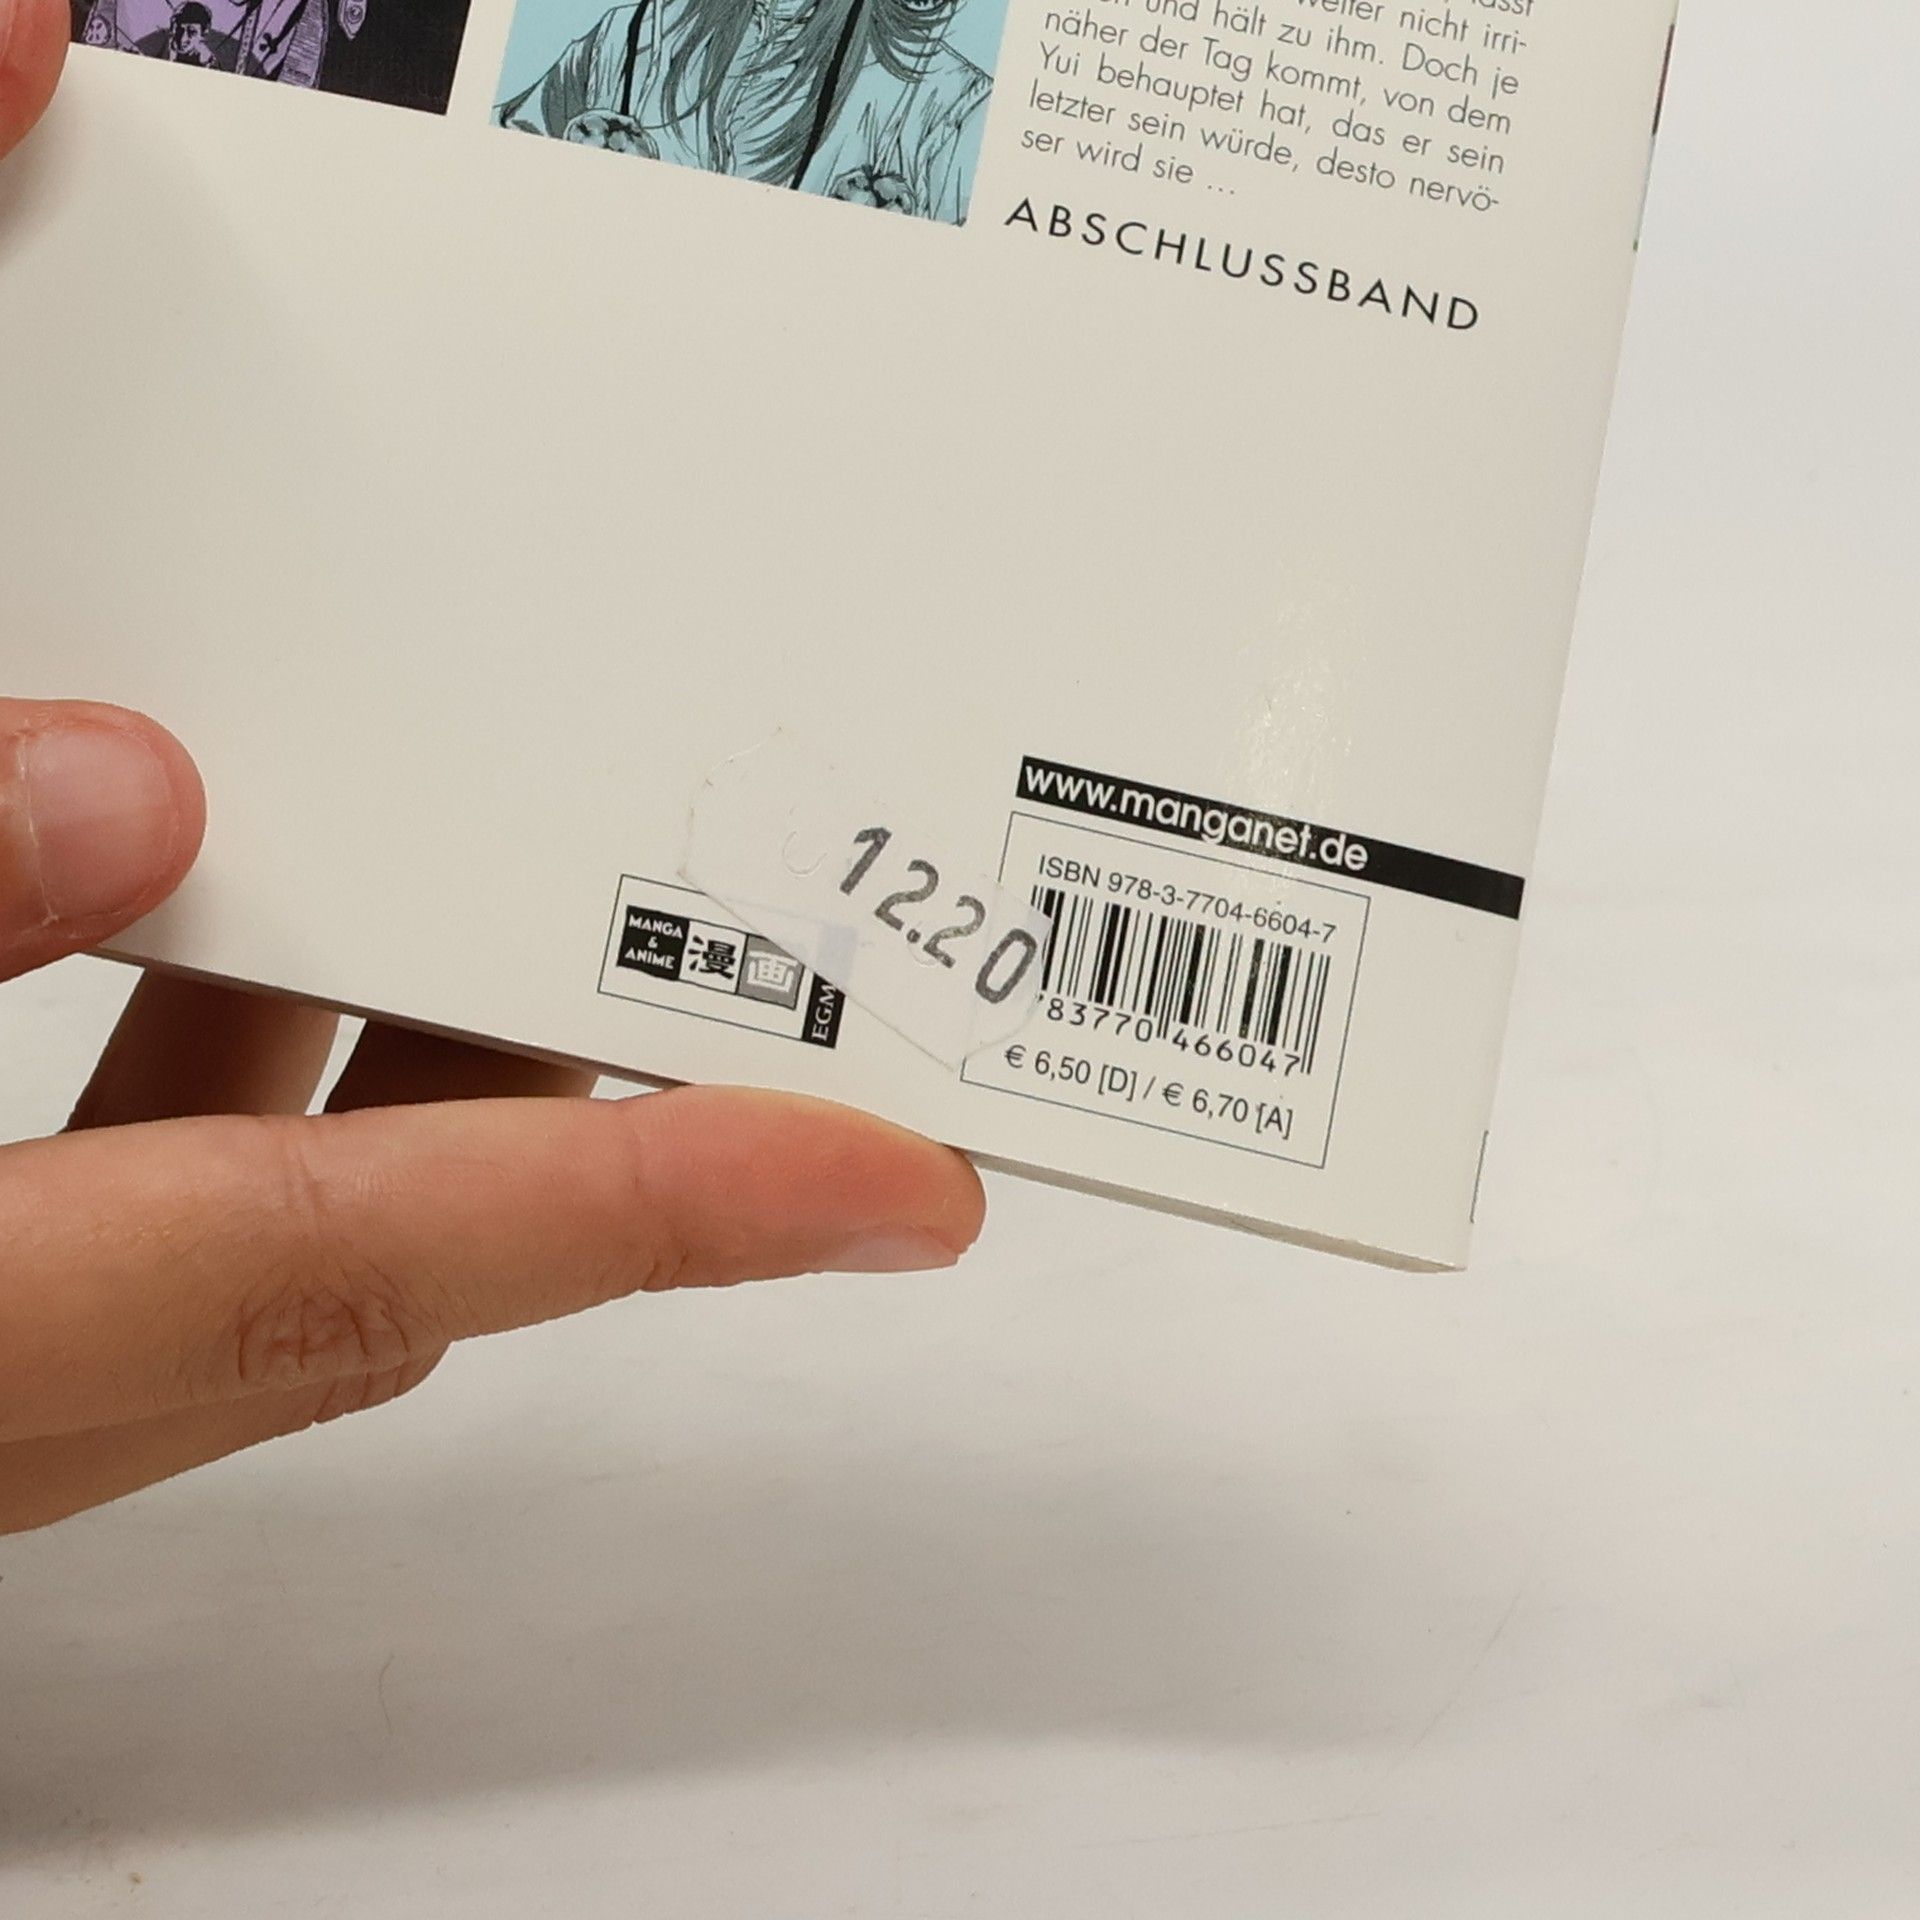 weiter nicht irri-
und hält zu ihm. Doch je
näher der Tag kommt, von dem
Yui behauptet hat, das er sein
letzter sein würde, desto nervö-
ser wird sie ...
ABSCHLUSSBAND
www.manganet.de
ISBN 978-3-7704-6604-7
12.20
MANGA
&
ANIME
漫画
EGM
83770 466047
€ 6,50 [D] / € 6,70 [A]